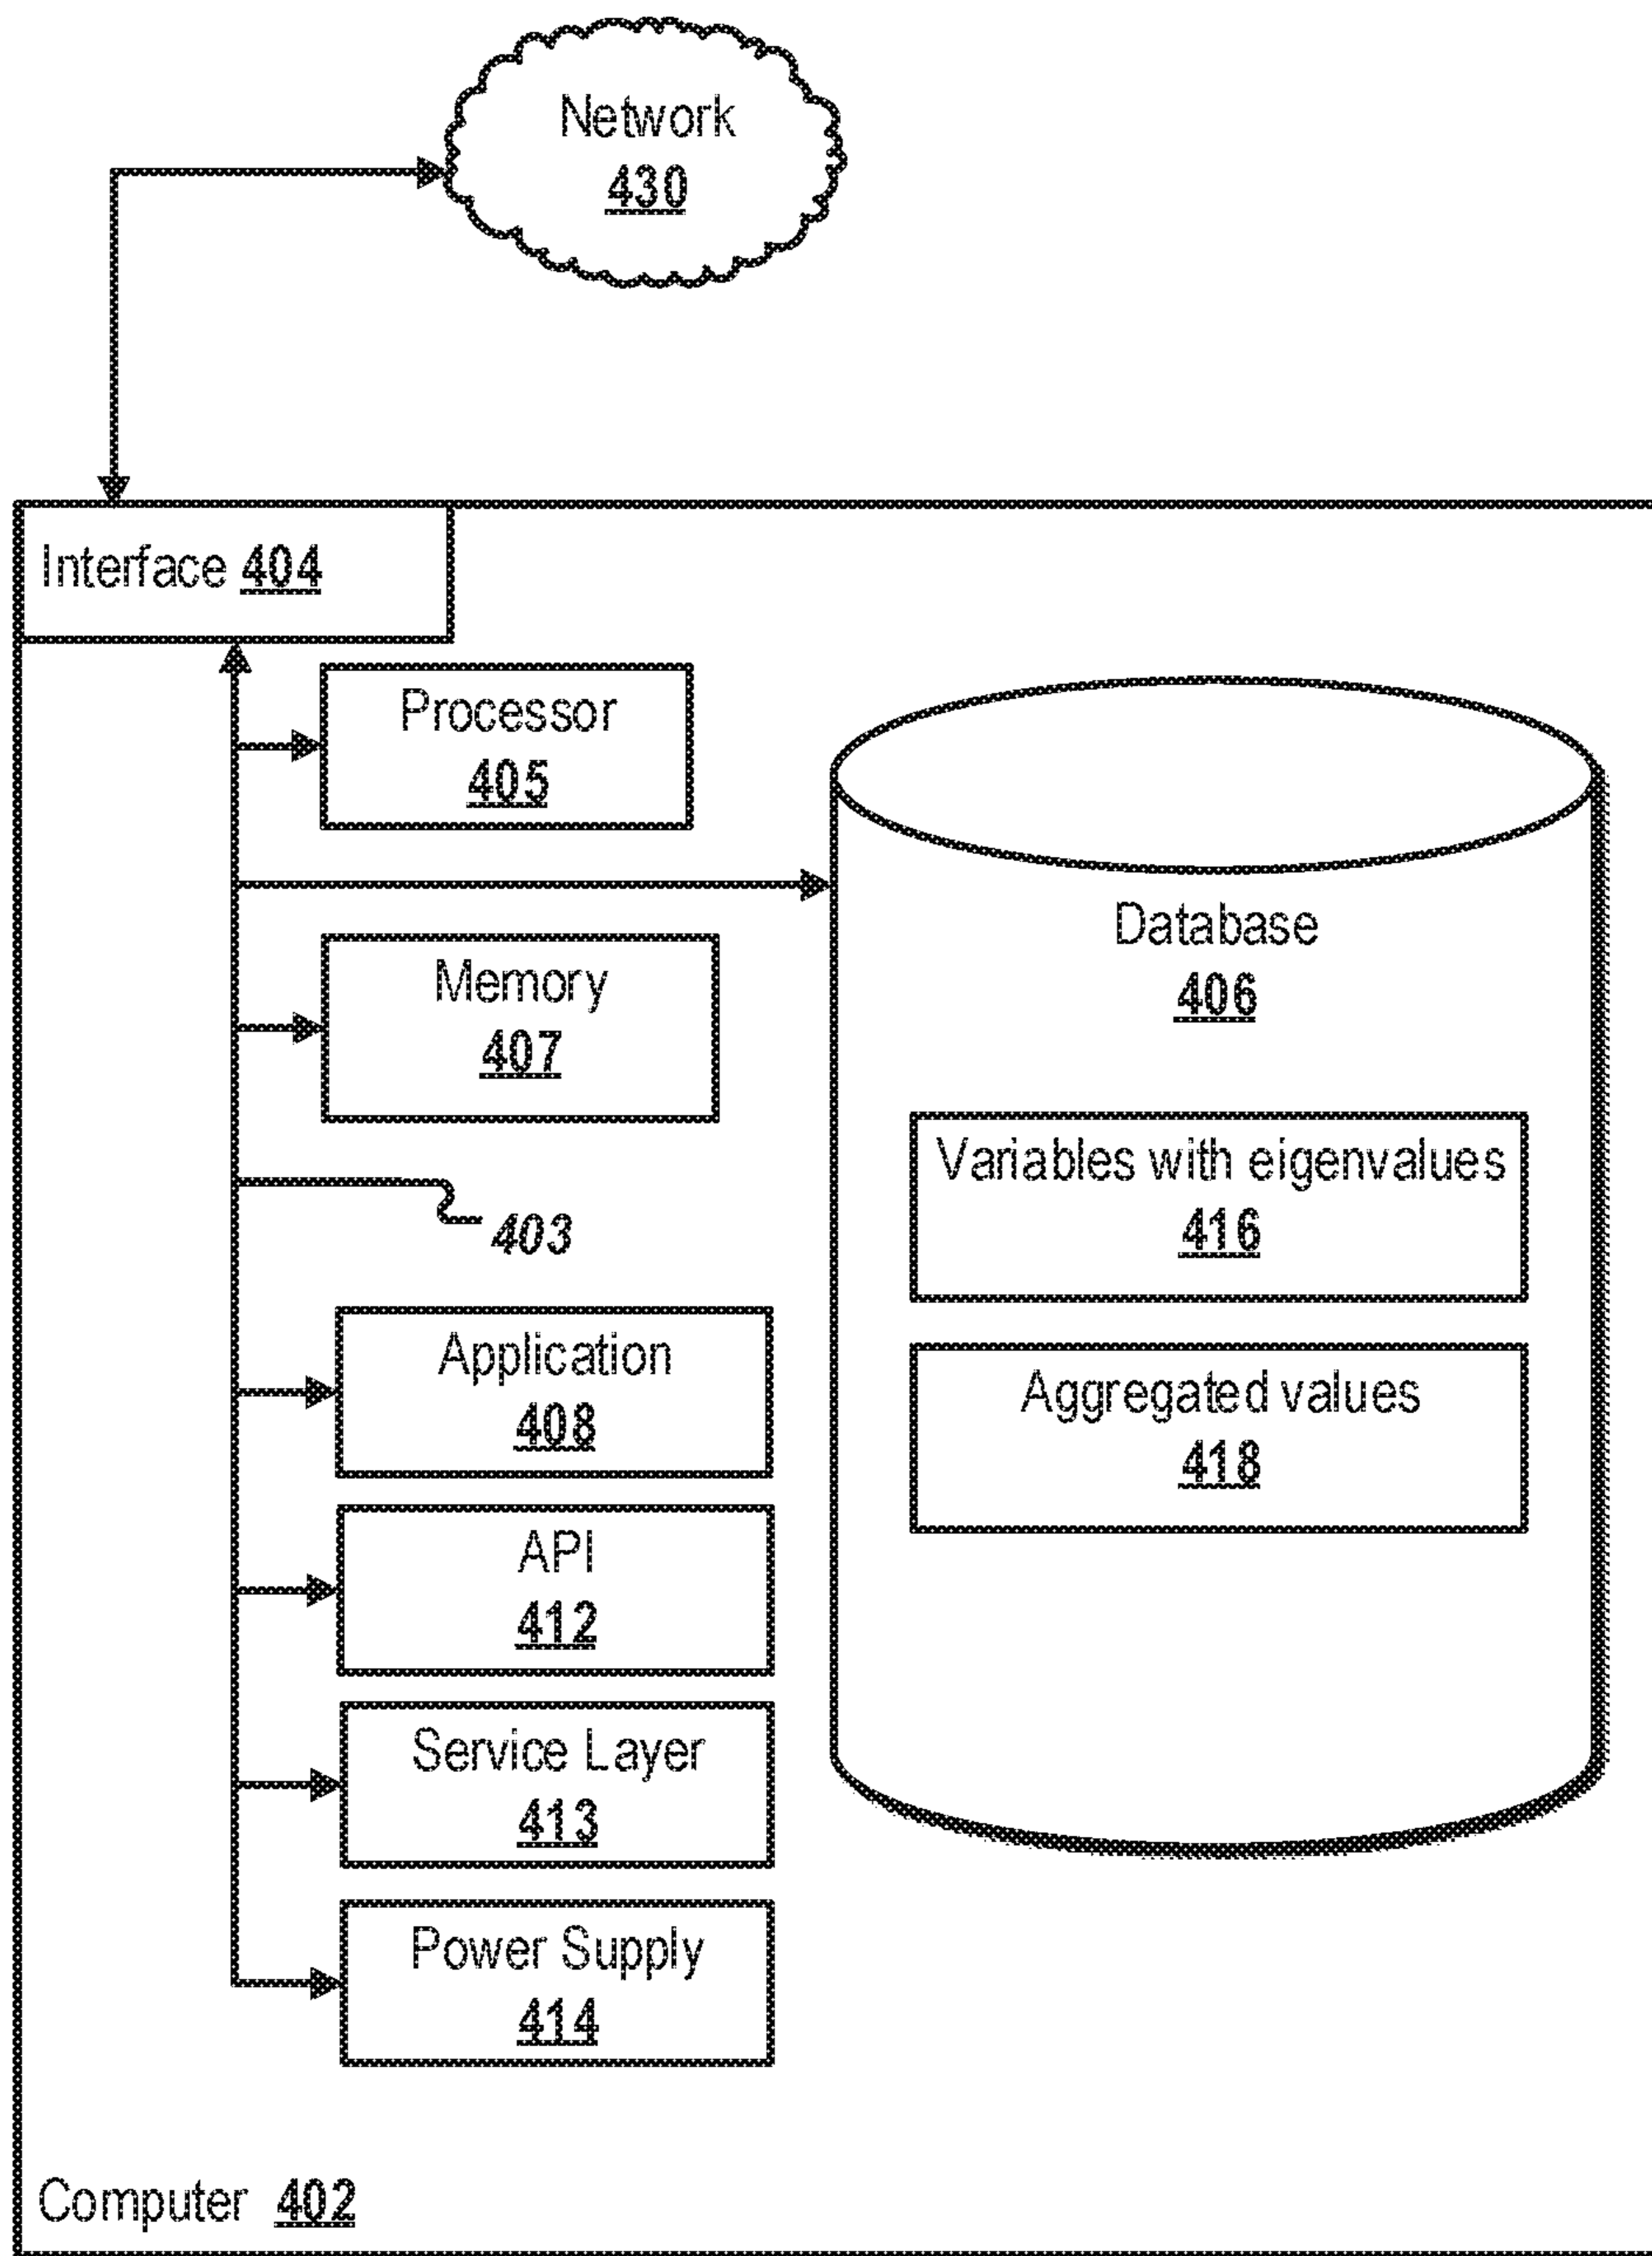 Network
430
Interface 404
Processor
405
Database
406
Memory
407
Variables with eigenvalues
416
403
Application
408
Aggregated values
418
API
412
Service Layer
413
Power Supply
414
Computer 402